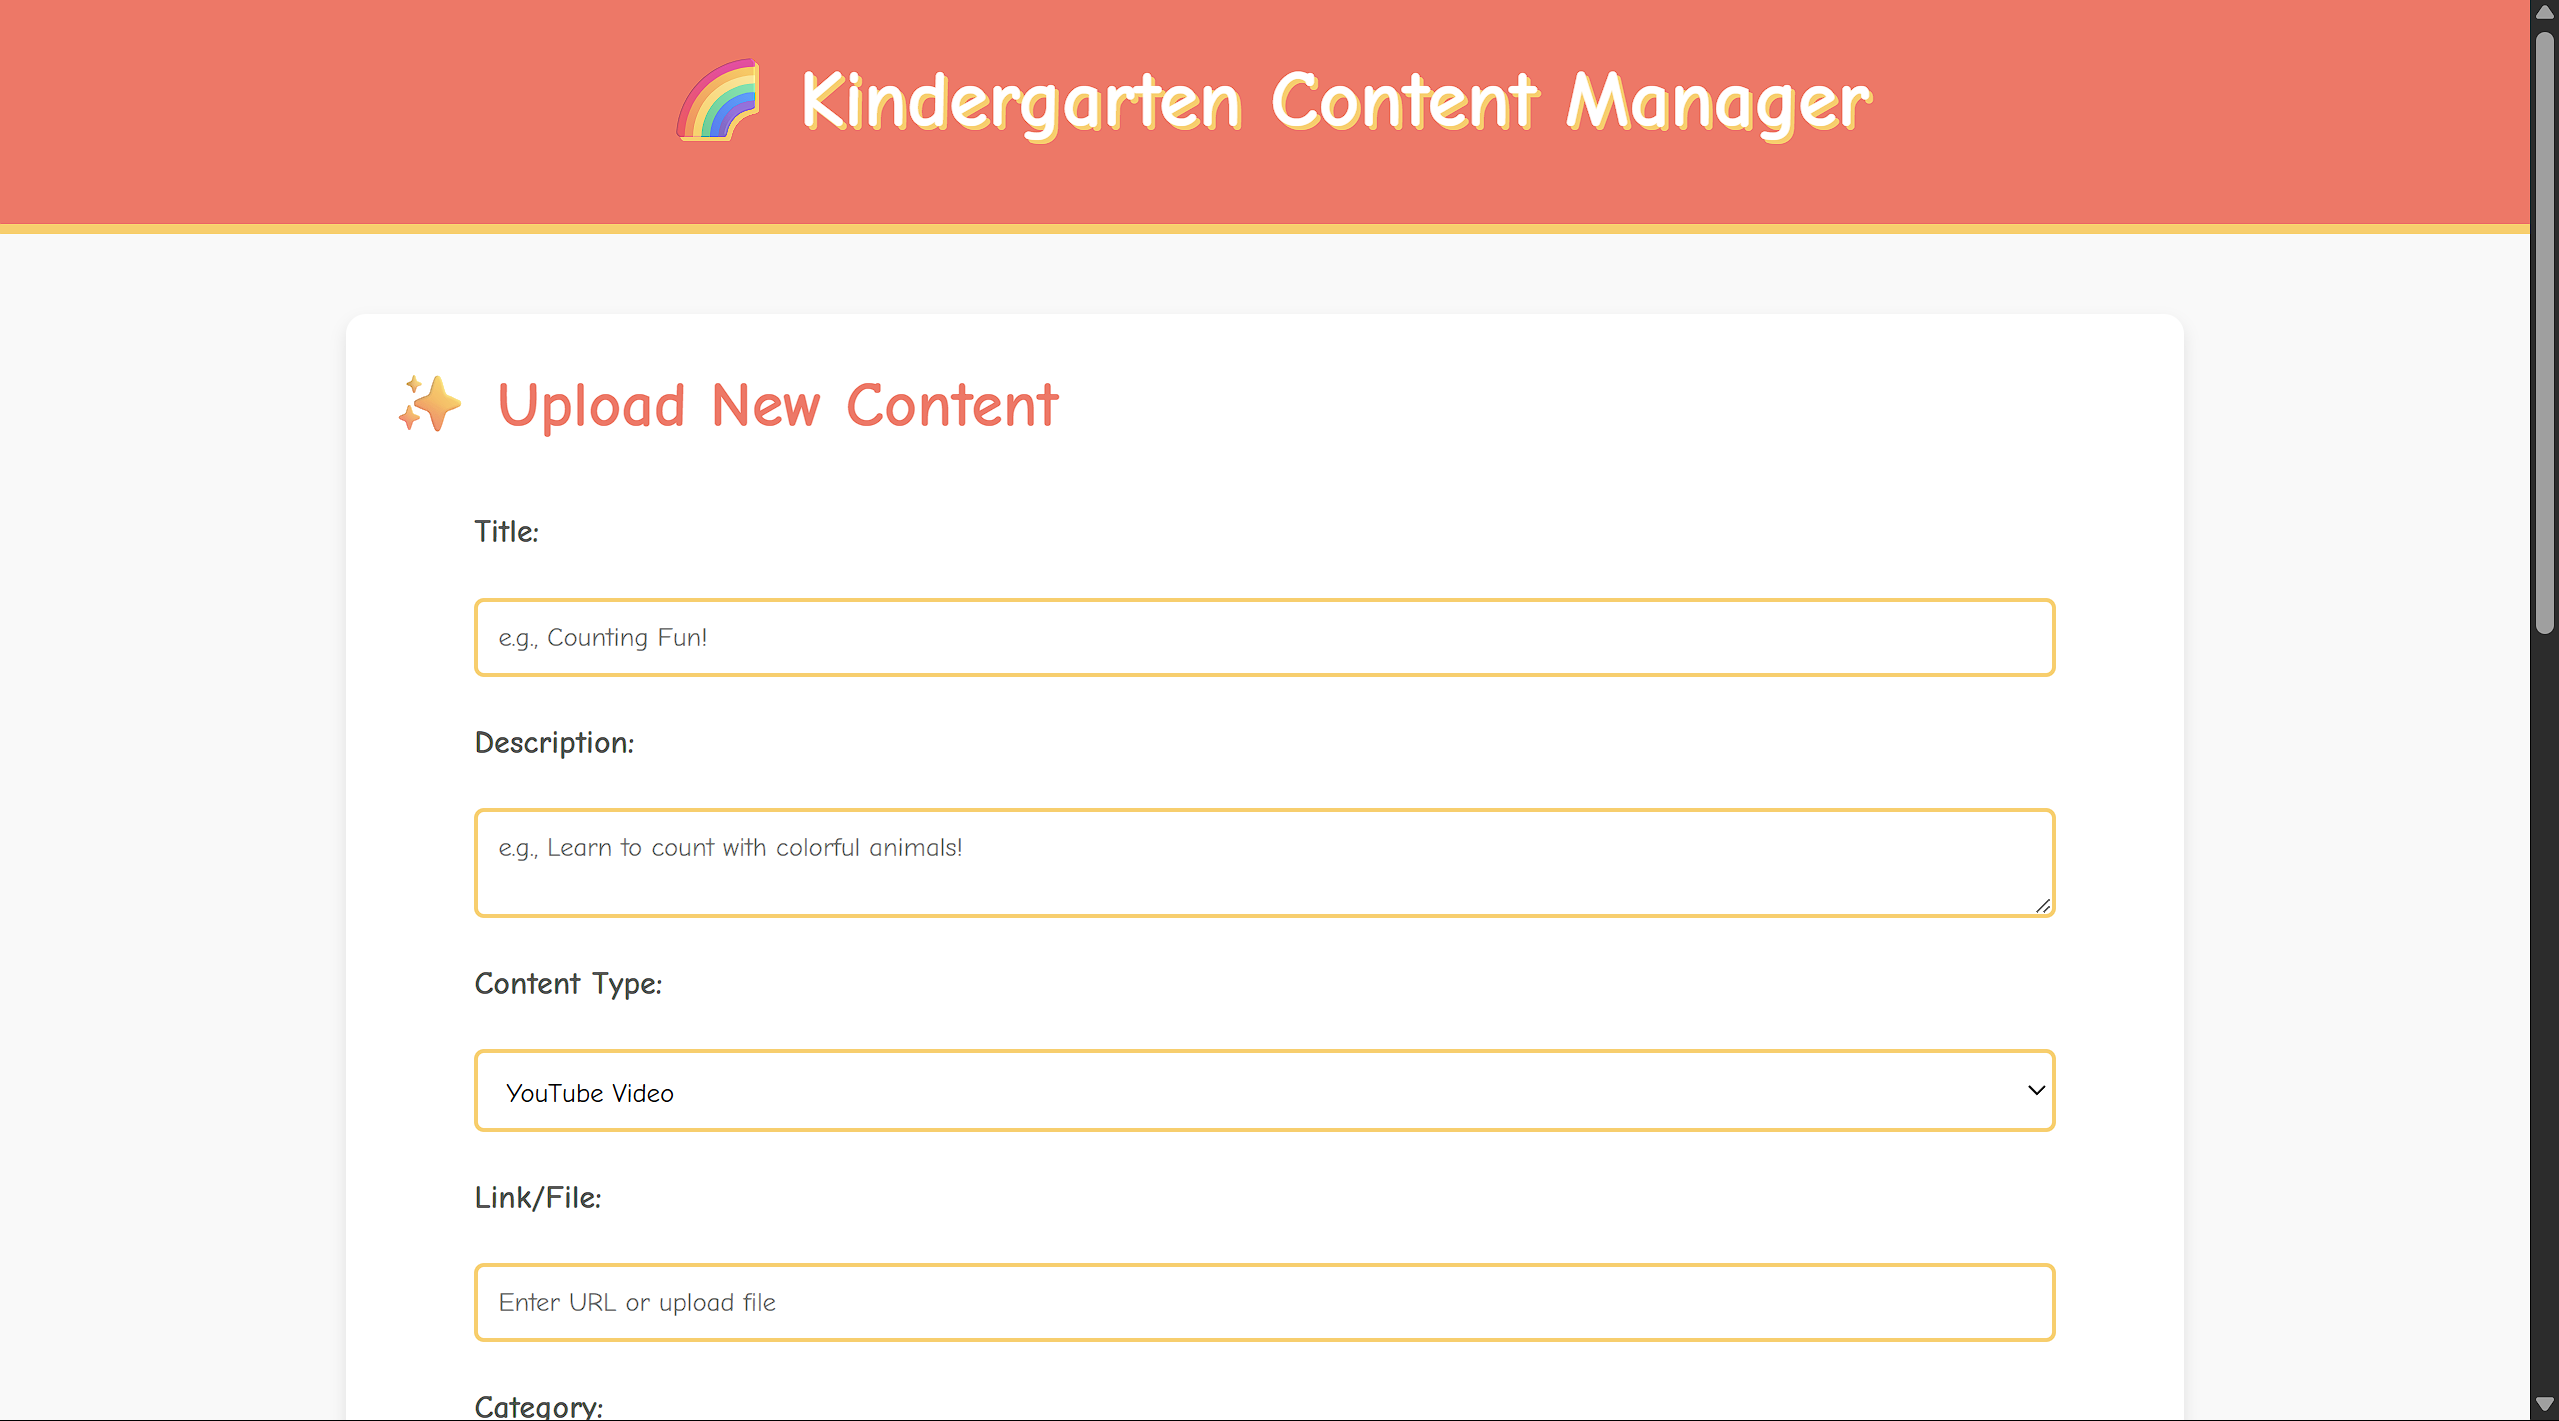 Kindergarten Content Manager
Upload New Content
Title:
e.g., Counting Fun!
Description:
e.g., Learn to count with colorful animals!
Content Type:
YouTube Video
Link/File:
Enter URL or upload file
Category: